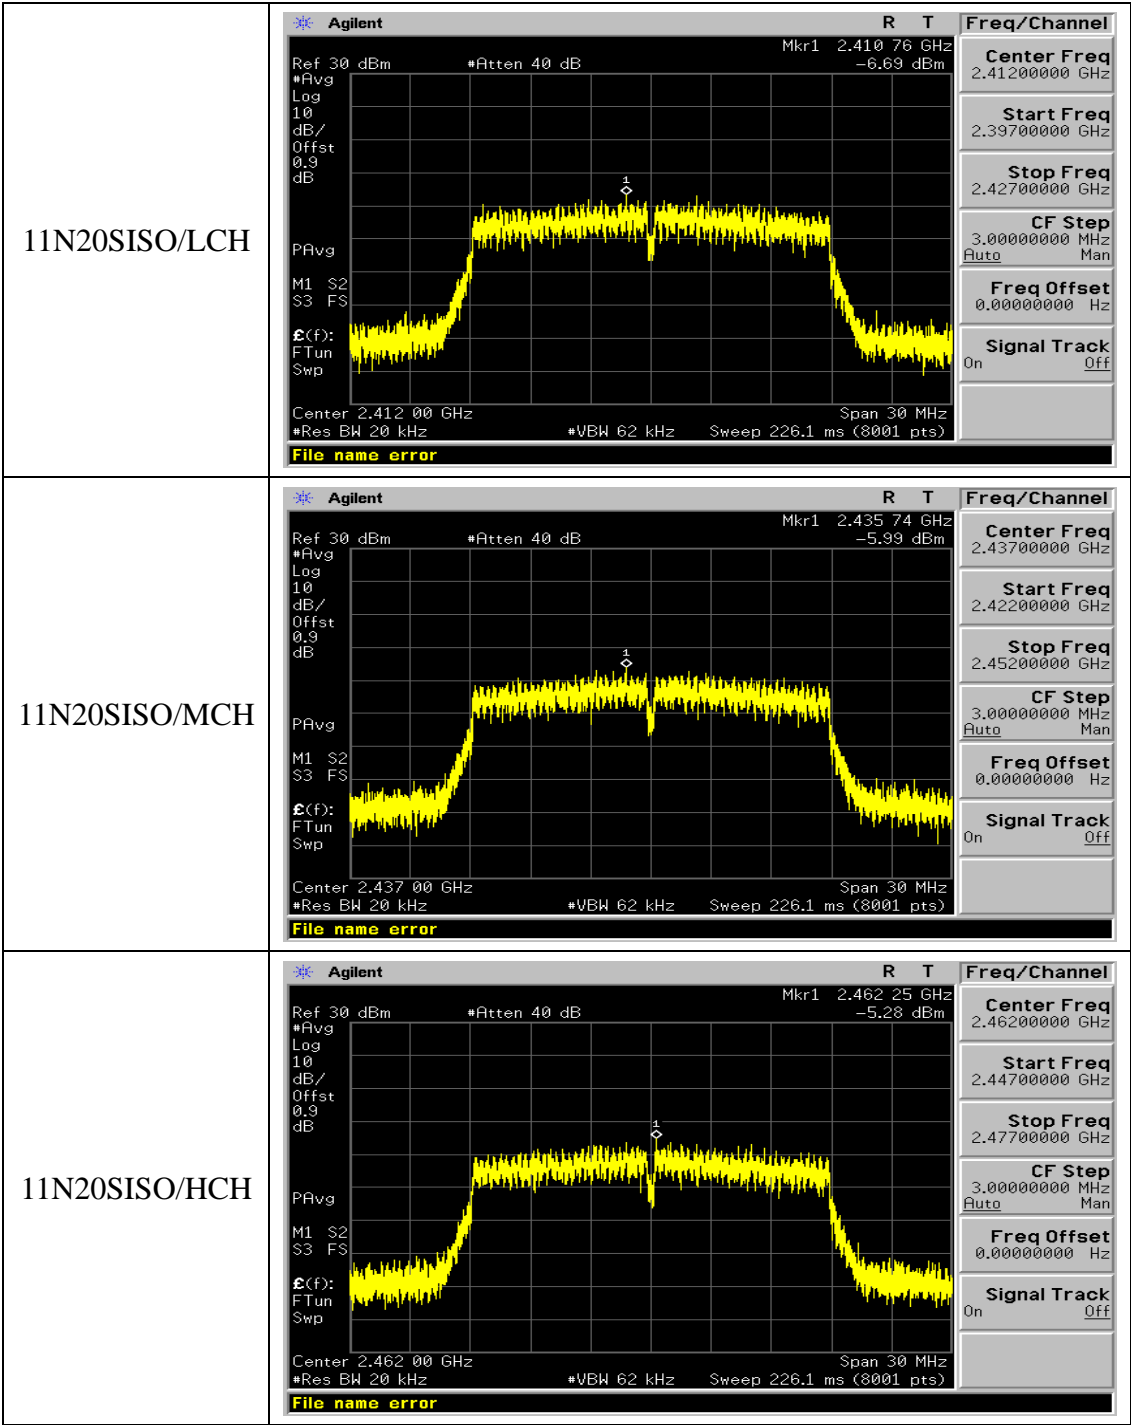 11N20SISO/LCH
Agilent R T Freq/Channel
Mkr1 2.410 76 GHz
Ref 30 dBm #Atten 40 dB -6.69 dBm
#Avg
Log
10
dB/
Offst
0.9
dB
1
PAvg
M1 S2
S3 FS
£(f):
FTun
Swp
Center 2.412 00 GHz Span 30 MHz
#Res BW 20 kHz #VBW 62 kHz Sweep 226.1 ms (8001 pts)
File name error
Center Freq
2.41200000 GHz
Start Freq
2.39700000 GHz
Stop Freq
2.42700000 GHz
CF Step
3.00000000 MHz
Auto Man
Freq Offset
0.00000000 Hz
Signal Track
On Off
11N20SISO/MCH
Agilent R T Freq/Channel
Mkr1 2.435 74 GHz
Ref 30 dBm #Atten 40 dB -5.99 dBm
#Avg
Log
10
dB/
Offst
0.9
dB
1
PAvg
M1 S2
S3 FS
£(f):
FTun
Swp
Center 2.437 00 GHz Span 30 MHz
#Res BW 20 kHz #VBW 62 kHz Sweep 226.1 ms (8001 pts)
File name error
Center Freq
2.43700000 GHz
Start Freq
2.42200000 GHz
Stop Freq
2.45200000 GHz
CF Step
3.00000000 MHz
Auto Man
Freq Offset
0.00000000 Hz
Signal Track
On Off
11N20SISO/HCH
Agilent R T Freq/Channel
Mkr1 2.462 25 GHz
Ref 30 dBm #Atten 40 dB -5.28 dBm
#Avg
Log
10
dB/
Offst
0.9
dB
1
PAvg
M1 S2
S3 FS
£(f):
FTun
Swp
Center 2.462 00 GHz Span 30 MHz
#Res BW 20 kHz #VBW 62 kHz Sweep 226.1 ms (8001 pts)
File name error
Center Freq
2.46200000 GHz
Start Freq
2.44700000 GHz
Stop Freq
2.47700000 GHz
CF Step
3.00000000 MHz
Auto Man
Freq Offset
0.00000000 Hz
Signal Track
On Off